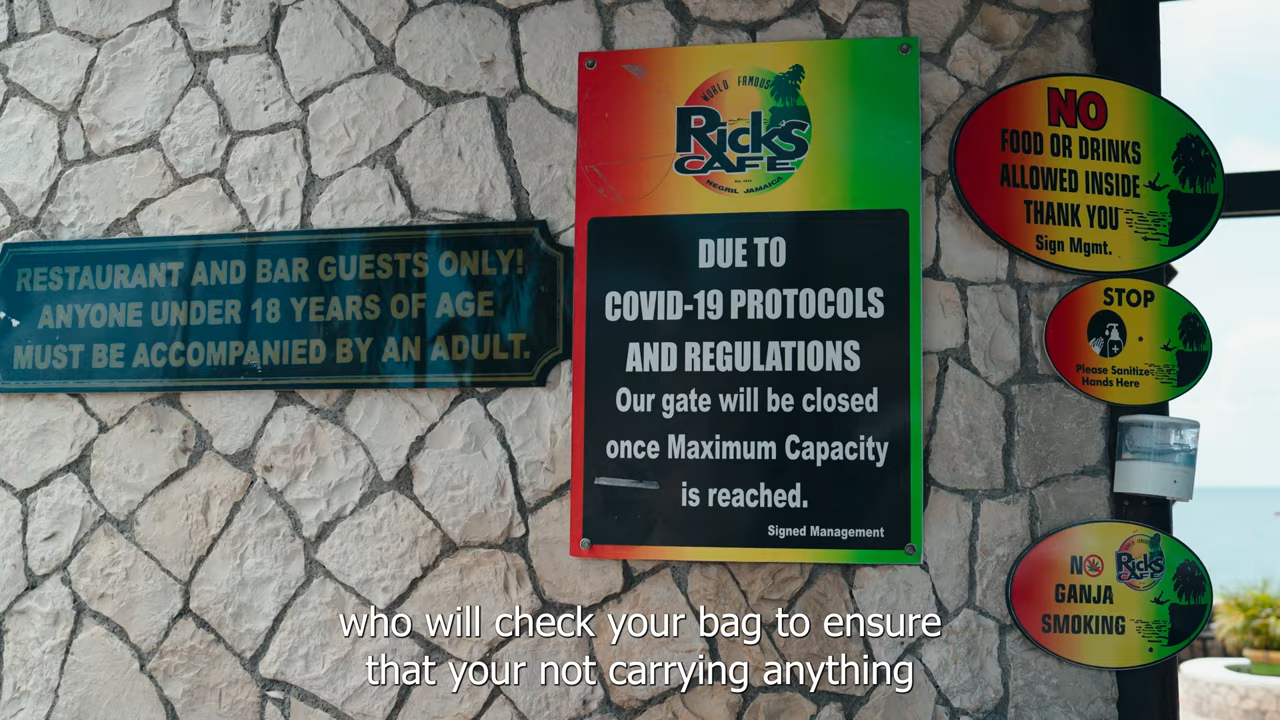 RESTAURANT AND BAR GUESTS ONLY!
ANYONE UNDER 18 YEARS OF AGE
MUST BE ACCOMPANIED BY AN ADULT.
WORLD FAMOUS
Rick's
CAFE
NEGRIL JAMAICA
DUE TO
COVID-19 PROTOCOLS
AND REGULATIONS
Our gate will be closed
once Maximum Capacity
is reached.
Signed Management
NO
FOOD OR DRINKS
ALLOWED INSIDE
THANK YOU
Sign Mgmt.
STOP
Please Sanitize
Hands Here
NO
Rick's
CAFE
GANJA
SMOKING
who will check your bag to ensure
that your not carrying anything